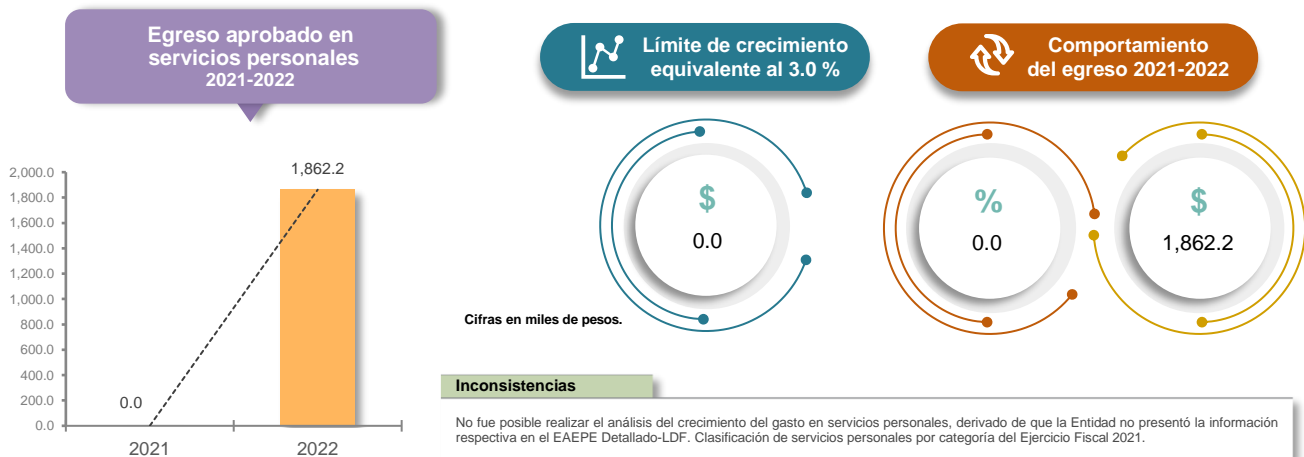 Egreso aprobado en
servicios personales
2021-2022
Límite de crecimiento
equivalente al 3.0 %
Comportamiento
del egreso 2021-2022
2,000.0
1,800.0
1,600.0
1,400.0
1,200.0
1,000.0
800.0
600.0
400.0
200.0
0.0
0.0
1,862.2
2021
2022
$
0.0
%
0.0
$
1,862.2
Cifras en miles de pesos.
Inconsistencias
No fue posible realizar el análisis del crecimiento del gasto en servicios personales, derivado de que la Entidad no presentó la información
respectiva en el EAEPE Detallado-LDF. Clasificación de servicios personales por categoría del Ejercicio Fiscal 2021.